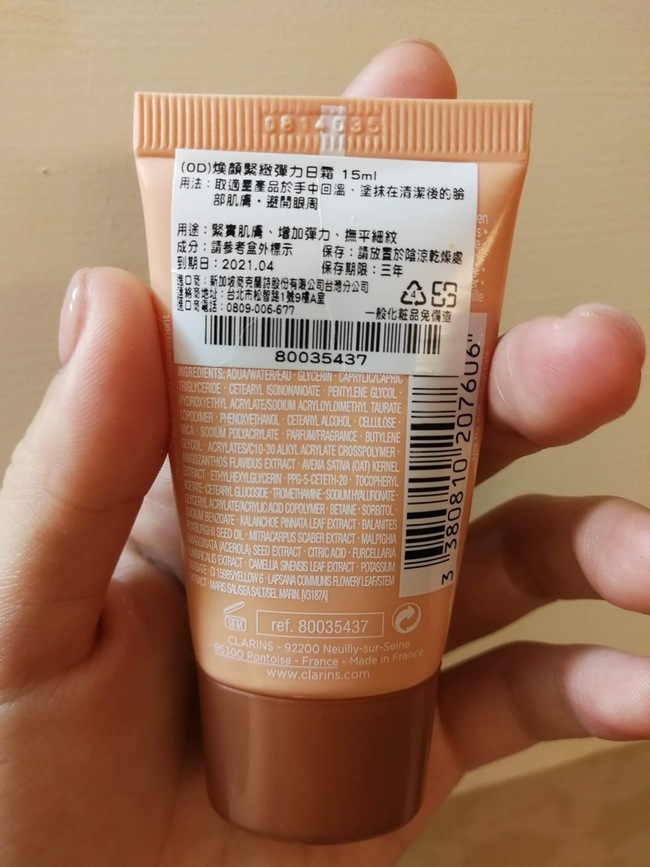 0814035
(OD)煥顏緊緻彈力日霜 15ml
用法：取適量產品於手中回溫，塗抹在清潔後的臉
部肌膚。避開眼周
用途：緊實肌膚、增加彈力、撫平細紋
成分：請參考盒外標示 保存：請放置於陰涼乾燥處
到期日：2021.04 保存期限：三年
進口商：新加坡商克蘭詩股份有限公司台灣分公司
連絡商地址：台北市松智路1號9樓A室
進口商電話：0809-006-677 一般化粧品免備查
80035437
INGREDIENTS: AQUA/WATER/EAU · GLYCERIN · CAPRYLIC/CAPRIC
TRIGLYCERIDE · CETEARYL ISONONANOATE · PENTYLENE GLYCOL ·
HYDROXYETHYL ACRYLATE/SODIUM ACRYLOYLDIMETHYL TAURATE
COPOLYMER · PHENOXYETHANOL · CETEARYL ALCOHOL · CELLULOSE ·
MICA · SODIUM POLYACRYLATE · PARFUM/FRAGRANCE · BUTYLENE
GLYCOL · ACRYLATES/C10-30 ALKYL ACRYLATE CROSSPOLYMER ·
ANIGOZANTHOS FLAVIDUS EXTRACT · AVENA SATIVA (OAT) KERNEL
EXTRACT · ETHYLHEXYLGLYCERIN · PPG-5-CETETH-20 · TOCOPHERYL
ACETATE · CETEARYL GLUCOSIDE · TROMETHAMINE · SODIUM HYALURONATE ·
GLYCERYL ACRYLATE/ACRYLIC ACID COPOLYMER · BETAINE · SORBITOL ·
SODIUM BENZOATE · KALANCHOE PINNATA LEAF EXTRACT · BALANITES
ROXBURGHII SEED OIL · MITRACARPUS SCABER EXTRACT · MALPIGHIA
EMARGINATA (ACEROLA) SEED EXTRACT · CITRIC ACID · FURCELLARIA
LUMBRICALIS EXTRACT · CAMELLIA SINENSIS LEAF EXTRACT · POTASSIUM
CI 15985/YELLOW 6 · LAPSANA COMMUNIS FLOWER/LEAF/STEM
EXTRACT · MARIS SAL/SEA SALT/SEL MARIN. [V3187A]
3 380810 207606
18 M
ref. 80035437
CLARINS - 92200 Neuilly-sur-Seine
95300 Pontoise - France - Made in France
www.clarins.com